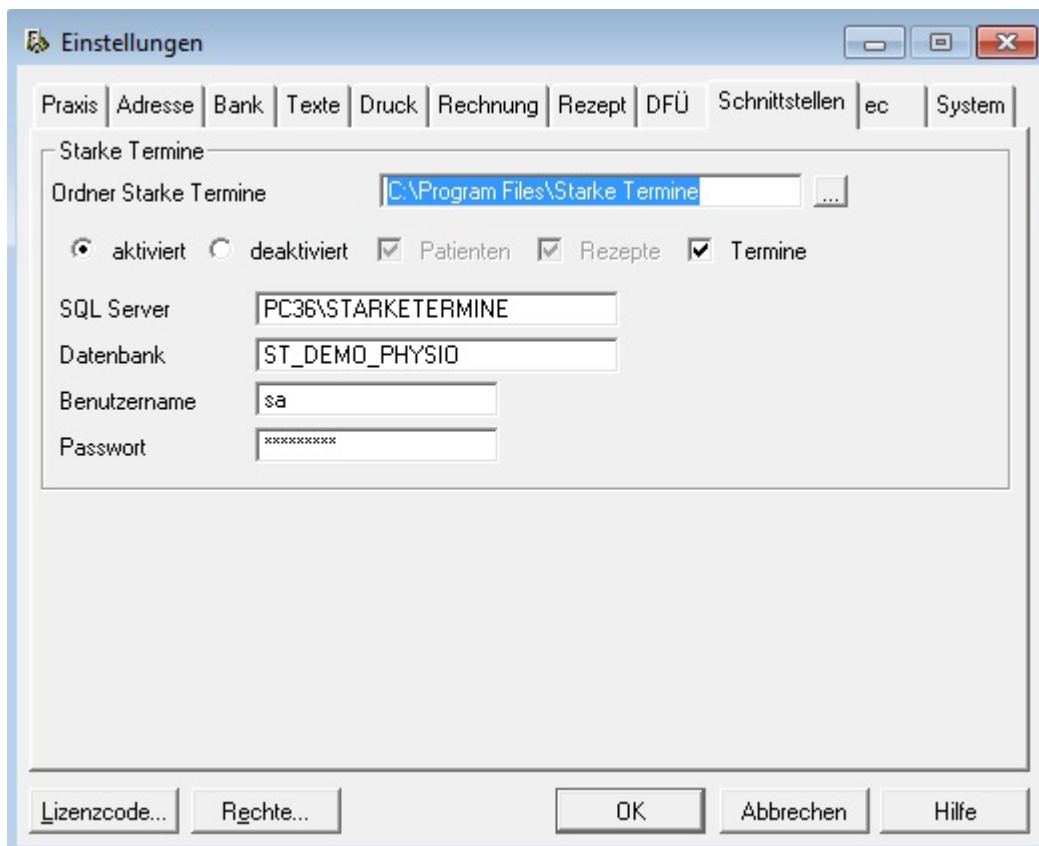 Einstellungen
Praxis Adresse Bank Texte Druck Rechnung Rezept DFÜ Schnittstellen ec System
Starke Termine
Ordner Starke Termine C:\Program Files\Starke Termine ...
aktiviert deaktiviert Patienten Rezepte Termine
SQL Server PC36\STARKETERMINE
Datenbank ST_DEMO_PHYSIO
Benutzername sa
Passwort *********
Lizenzcode... Rechte... OK Abbrechen Hilfe